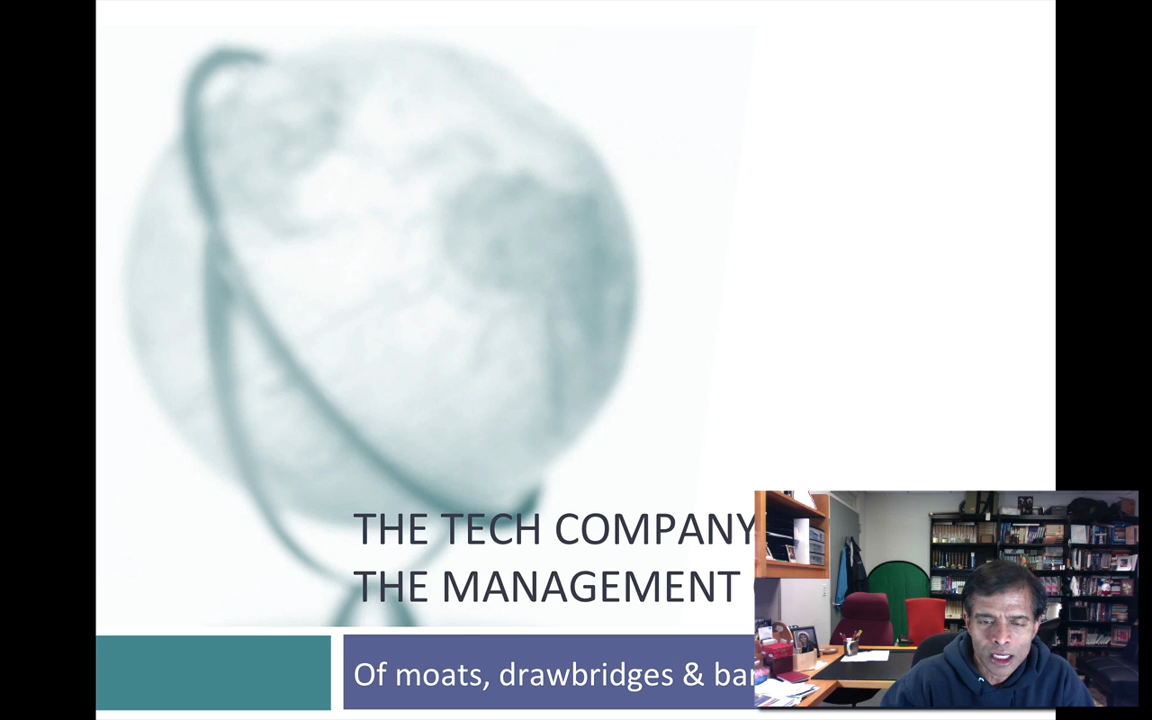 THE TECH COMPANY
THE MANAGEMENT
Of moats, drawbridges &